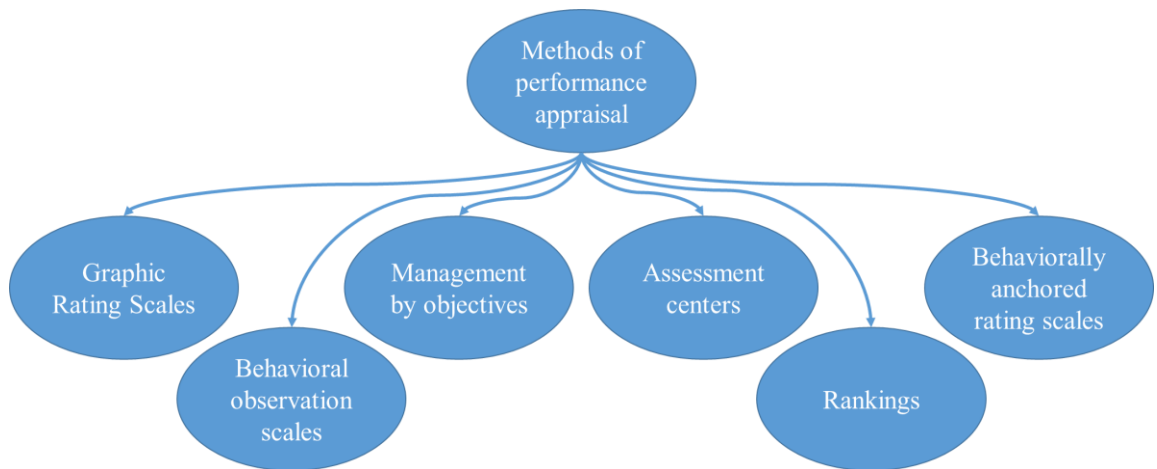 Methods of
performance
appraisal
Graphic
Rating Scales
Behavioral
observation
scales
Management
by objectives
Assessment
centers
Rankings
Behaviorally
anchored
rating scales